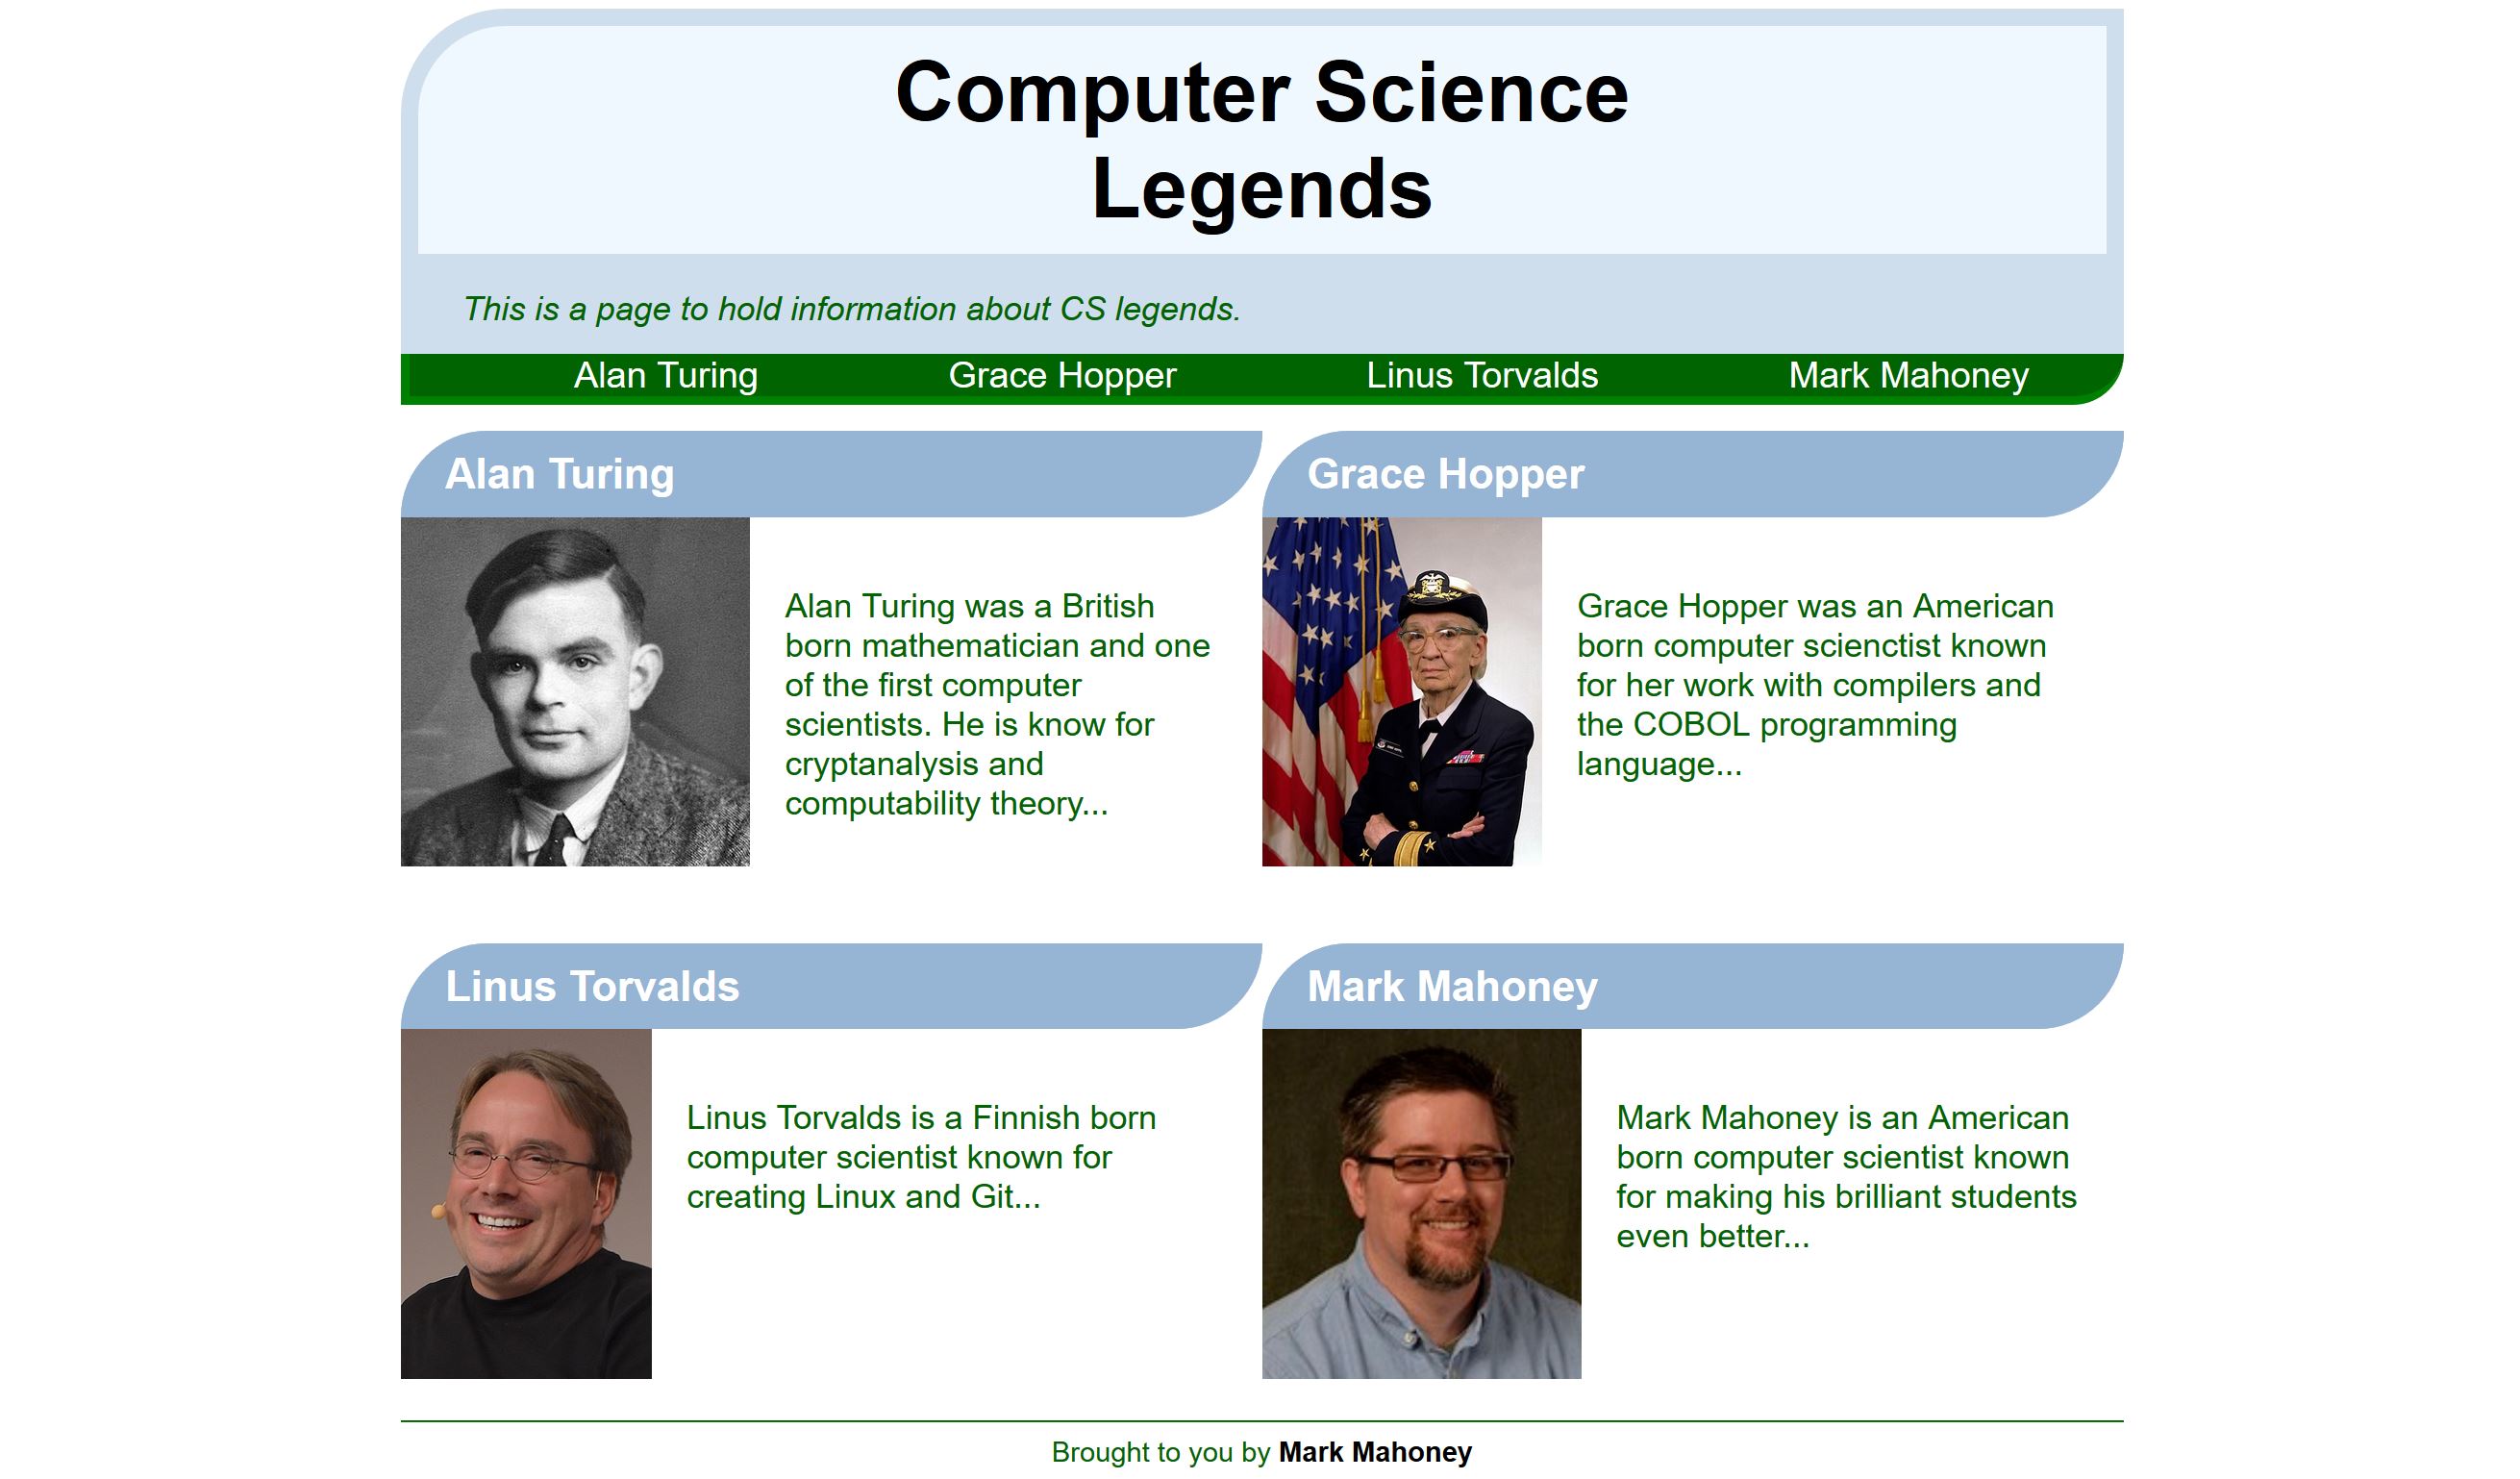 Computer Science
Legends
This is a page to hold information about CS legends.
Alan Turing Grace Hopper Linus Torvalds Mark Mahoney
Alan Turing
Alan Turing was a British
born mathematician and one
of the first computer
scientists. He is know for
cryptanalysis and
computability theory...
Grace Hopper
Grace Hopper was an American
born computer scienctist known
for her work with compilers and
the COBOL programming
language...
Linus Torvalds
Linus Torvalds is a Finnish born
computer scientist known for
creating Linux and Git...
Mark Mahoney
Mark Mahoney is an American
born computer scientist known
for making his brilliant students
even better...
Brought to you by Mark Mahoney